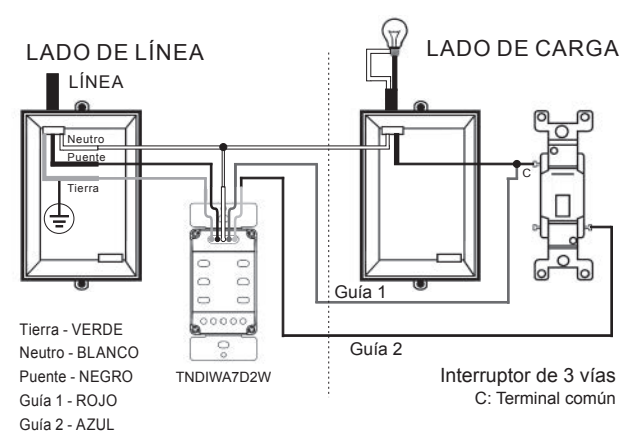 LADO DE LÍNEA
LÍNEA
LADO DE CARGA
Neutro
Puente
Tierra
C
Guía 1
Guía 2
TNDIWA7D2W
Tierra - VERDE
Neutro - BLANCO
Puente - NEGRO
Guía 1 - ROJO
Guía 2 - AZUL
Interruptor de 3 vías
C: Terminal común